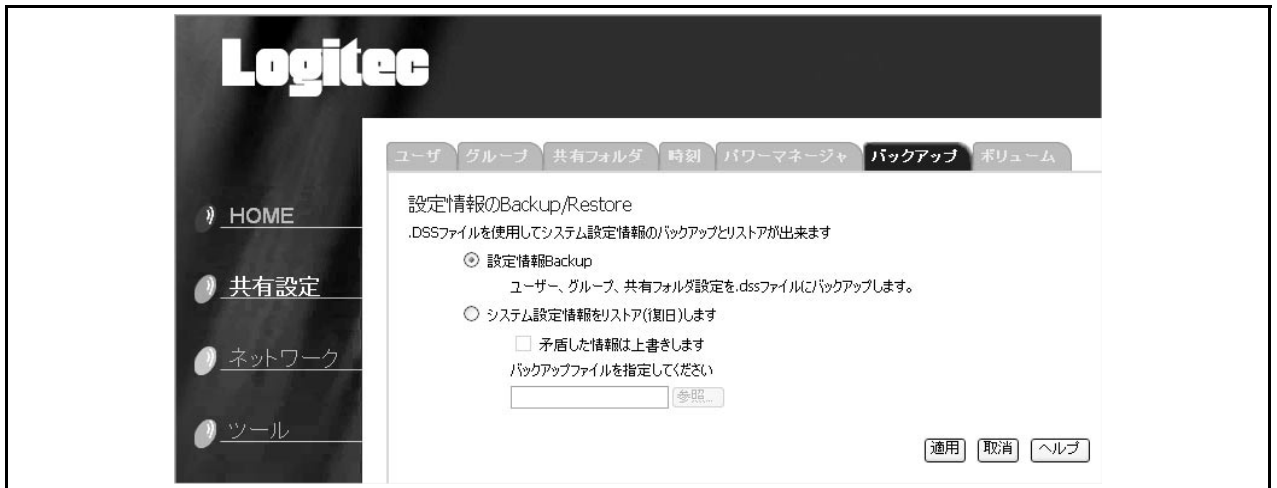 Logitec
ユーザ グループ 共有フォルダ 時刻 パワーマネージャ バックアップ ボリューム
HOME
共有設定
ネットワーク
ツール
設定情報のBackup/Restore
.DSSファイルを使用してシステム設定情報のバックアップとリストアが出来ます
設定情報Backup
ユーザー、グループ、共有フォルダ設定を.dssファイルにバックアップします。
システム設定情報をリストア(復旧)します
矛盾した情報は上書きします
バックアップファイルを指定してください
参照...
適用 取消 ヘルプ